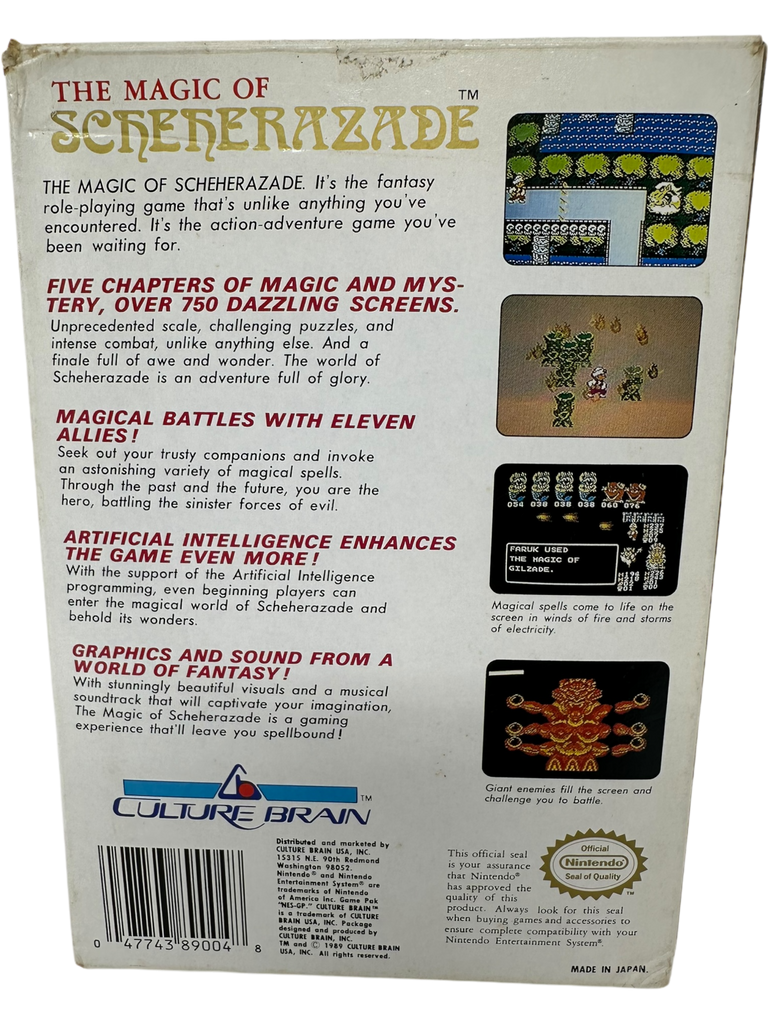 THE MAGIC OF
SCHEHERAZADE™
THE MAGIC OF SCHEHERAZADE. It's the fantasy
role-playing game that's unlike anything you've
encountered. It's the action-adventure game you've
been waiting for.
FIVE CHAPTERS OF MAGIC AND MYS-
TERY, OVER 750 DAZZLING SCREENS.
Unprecedented scale, challenging puzzles, and
intense combat, unlike anything else. And a
finale full of awe and wonder. The world of
Scheherazade is an adventure full of glory.
MAGICAL BATTLES WITH ELEVEN
ALLIES!
Seek out your trusty companions and invoke
an astonishing variety of magical spells.
Through the past and the future, you are the
hero, battling the sinister forces of evil.
ARTIFICIAL INTELLIGENCE ENHANCES
THE GAME EVEN MORE!
With the support of the Artificial Intelligence
programming, even beginning players can
enter the magical world of Scheherazade and
behold its wonders.
GRAPHICS AND SOUND FROM A
WORLD OF FANTASY!
With stunningly beautiful visuals and a musical
soundtrack that will captivate your imagination,
The Magic of Scheherazade is a gaming
experience that'll leave you spellbound!
054 038 038 038 060 076
FARUK USED
THE MAGIC OF
GILZADE.
Magical spells come to life on the
screen in winds of fire and storms
of electricity.
Giant enemies fill the screen and
challenge you to battle.
CULTURE BRAIN™
0 47743 89004 8
Distributed and marketed by
CULTURE BRAIN USA, INC.
15315 N.E. 90th Redmond
Washington 98052.
Nintendo® and Nintendo
Entertainment System® are
trademarks of Nintendo
of America Inc. Game Pak
"NES-GP." CULTURE BRAIN™
is a trademark of CULTURE
BRAIN USA, INC. Package
designed and produced by
CULTURE BRAIN, INC.
TM and © 1989 CULTURE BRAIN
USA, INC. All rights reserved.
This official seal
is your assurance
that Nintendo®
has approved the
quality of this
product. Always look for this seal
when buying games and accessories to
ensure complete compatibility with your
Nintendo Entertainment System®.
Official
Nintendo®
Seal of Quality
™
MADE IN JAPAN.